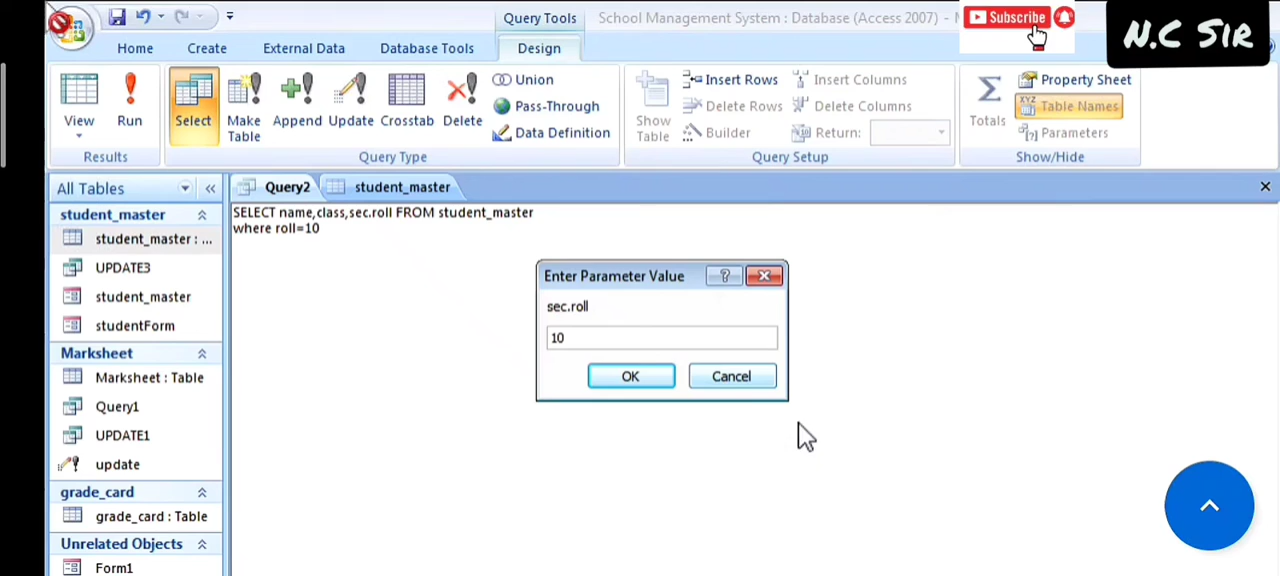 Query Tools
School Management System : Database (Access 2007) -
Subscribe
N.C SIR
Home
Create
External Data
Database Tools
Design
View
Run
Select
Make Table
Append
Update
Crosstab
Delete
Union
Pass-Through
Data Definition
Show Table
Insert Rows
Delete Rows
Builder
Insert Columns
Delete Columns
Return:
Totals
Property Sheet
Table Names
Parameters
Results
Query Type
Query Setup
Show/Hide
All Tables
Query2
student_master
student_master
student_master : ...
UPDATE3
student_master
studentForm
Marksheet
Marksheet : Table
Query1
UPDATE1
update
grade_card
grade_card : Table
Unrelated Objects
Form1
SELECT name,class,sec.roll FROM student_master
where roll=10
Enter Parameter Value
sec.roll
10
OK
Cancel